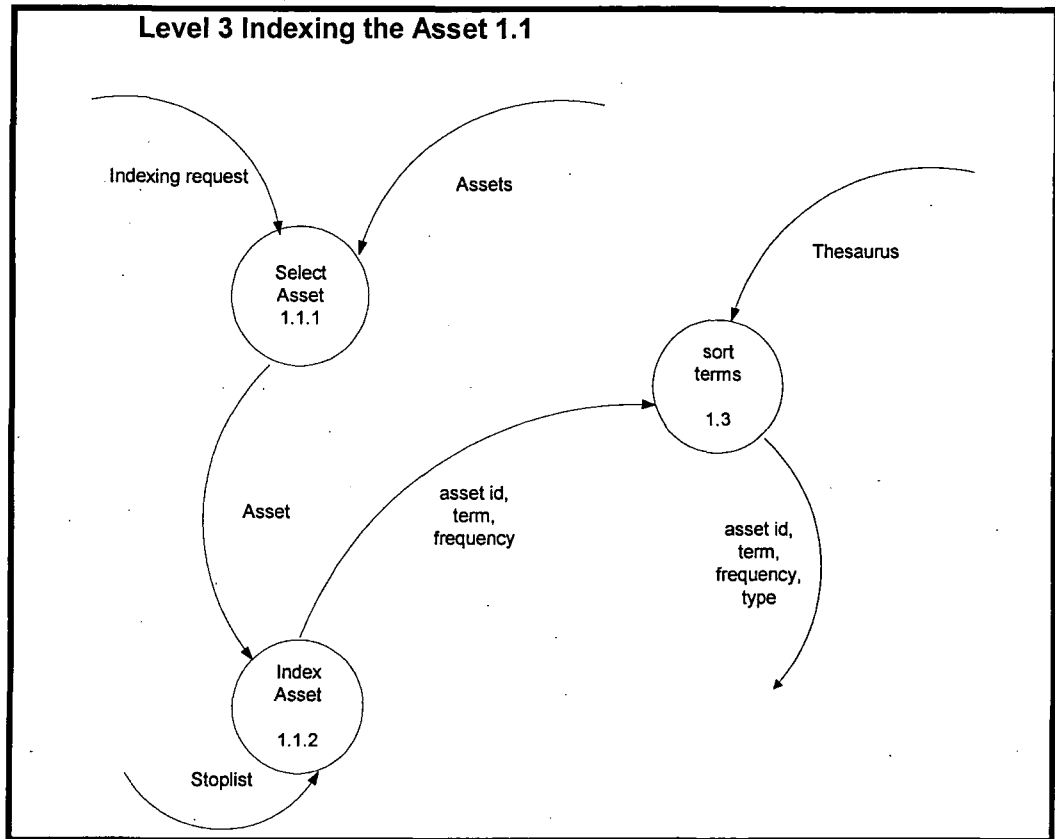 Level 3 Indexing the Asset 1.1
Indexing request
Assets
Thesaurus
Select
Asset
1.1.1
sort
terms
1.3
Asset
asset id,
term,
frequency
asset id,
term,
frequency,
type
Index
Asset
1.1.2
Stoplist